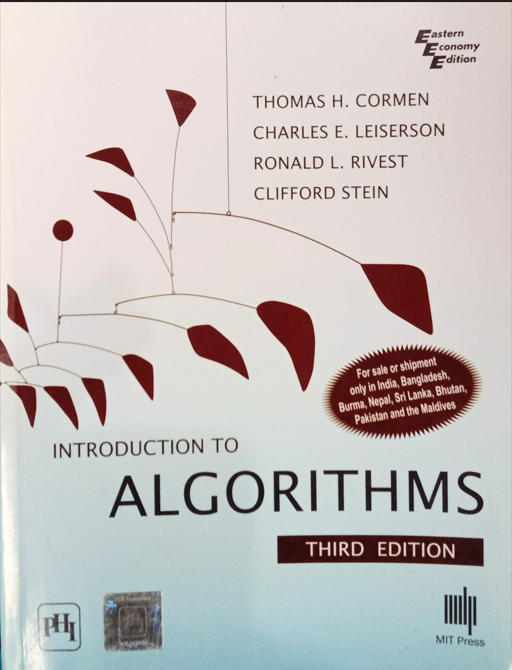 Eastern
Economy
Edition
THOMAS H. CORMEN
CHARLES E. LEISERSON
RONALD L. RIVEST
CLIFFORD STEIN
For sale or shipment
only in India, Bangladesh,
Burma, Nepal, Sri Lanka, Bhutan,
Pakistan and the Maldives
INTRODUCTION TO
ALGORITHMS
THIRD EDITION
PHI
MIT Press